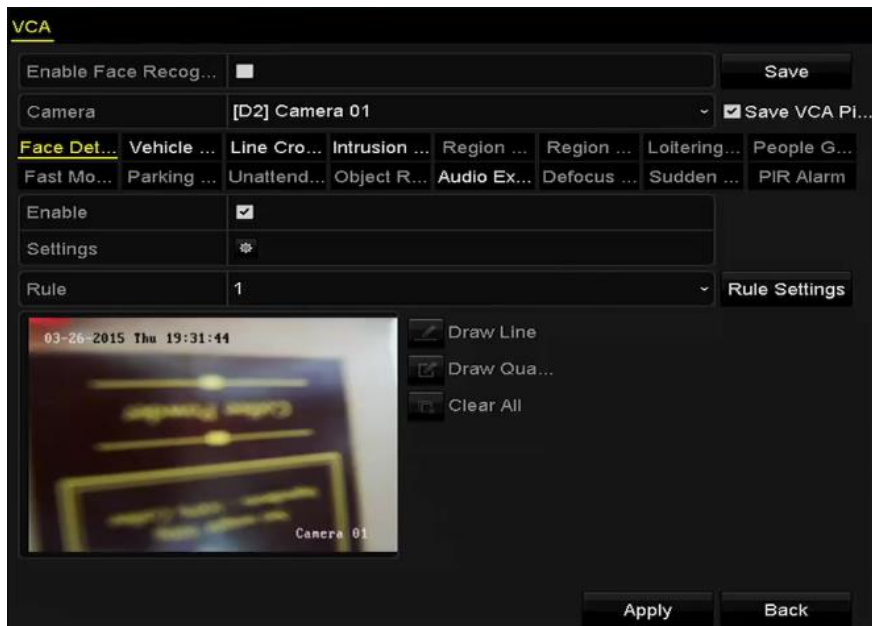 VCA
Enable Face Recog...
Save
Camera [D2] Camera 01
Save VCA Pi...
Face Det... Vehicle ... Line Cro... Intrusion ... Region ... Region ... Loitering... People G...
Fast Mo... Parking ... Unattend... Object R... Audio Ex... Defocus ... Sudden ... PIR Alarm
Enable
Settings
Rule 1
Rule Settings
03-26-2015 Thu 19:31:44
Draw Line
Draw Qua...
Clear All
Coffee Powder
Camera 01
Apply Back